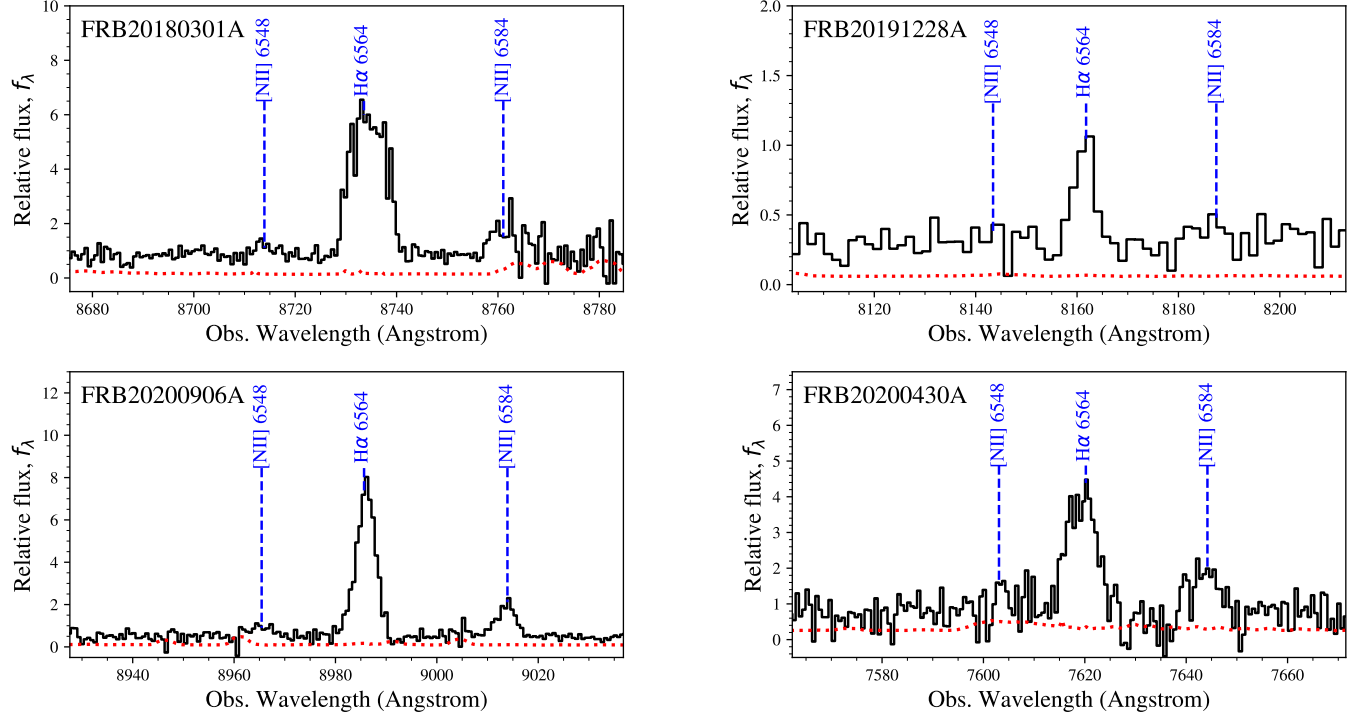 FRB20180301A
[NII] 6548
Hα 6564
[NII] 6584
10
8
6
4
2
0
Relative flux, fλ
8680 8700 8720 8740 8760 8780
Obs. Wavelength (Angstrom)
FRB20191228A
[NII] 6548
Hα 6564
[NII] 6584
2.0
1.5
1.0
0.5
0.0
Relative flux, fλ
8120 8140 8160 8180 8200
Obs. Wavelength (Angstrom)
FRB20200906A
[NII] 6548
Hα 6564
[NII] 6584
12
10
8
6
4
2
0
Relative flux, fλ
8940 8960 8980 9000 9020
Obs. Wavelength (Angstrom)
FRB20200430A
[NII] 6548
Hα 6564
[NII] 6584
7
6
5
4
3
2
1
0
Relative flux, fλ
7580 7600 7620 7640 7660
Obs. Wavelength (Angstrom)